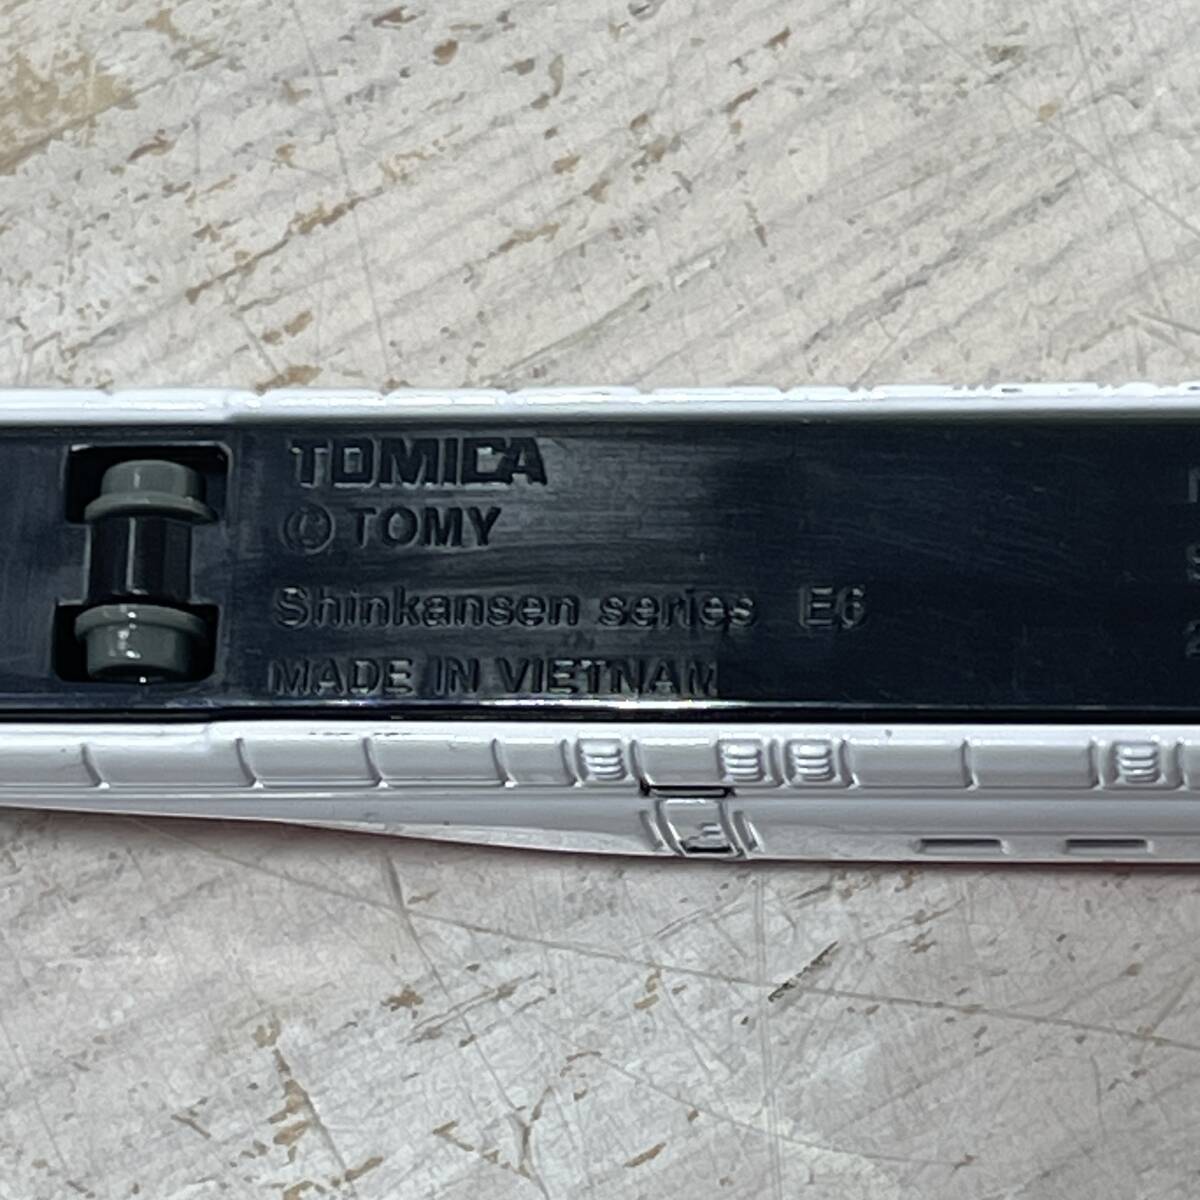 TOMICA
© TOMY
Shinkansen series E6
MADE IN VIETNAM